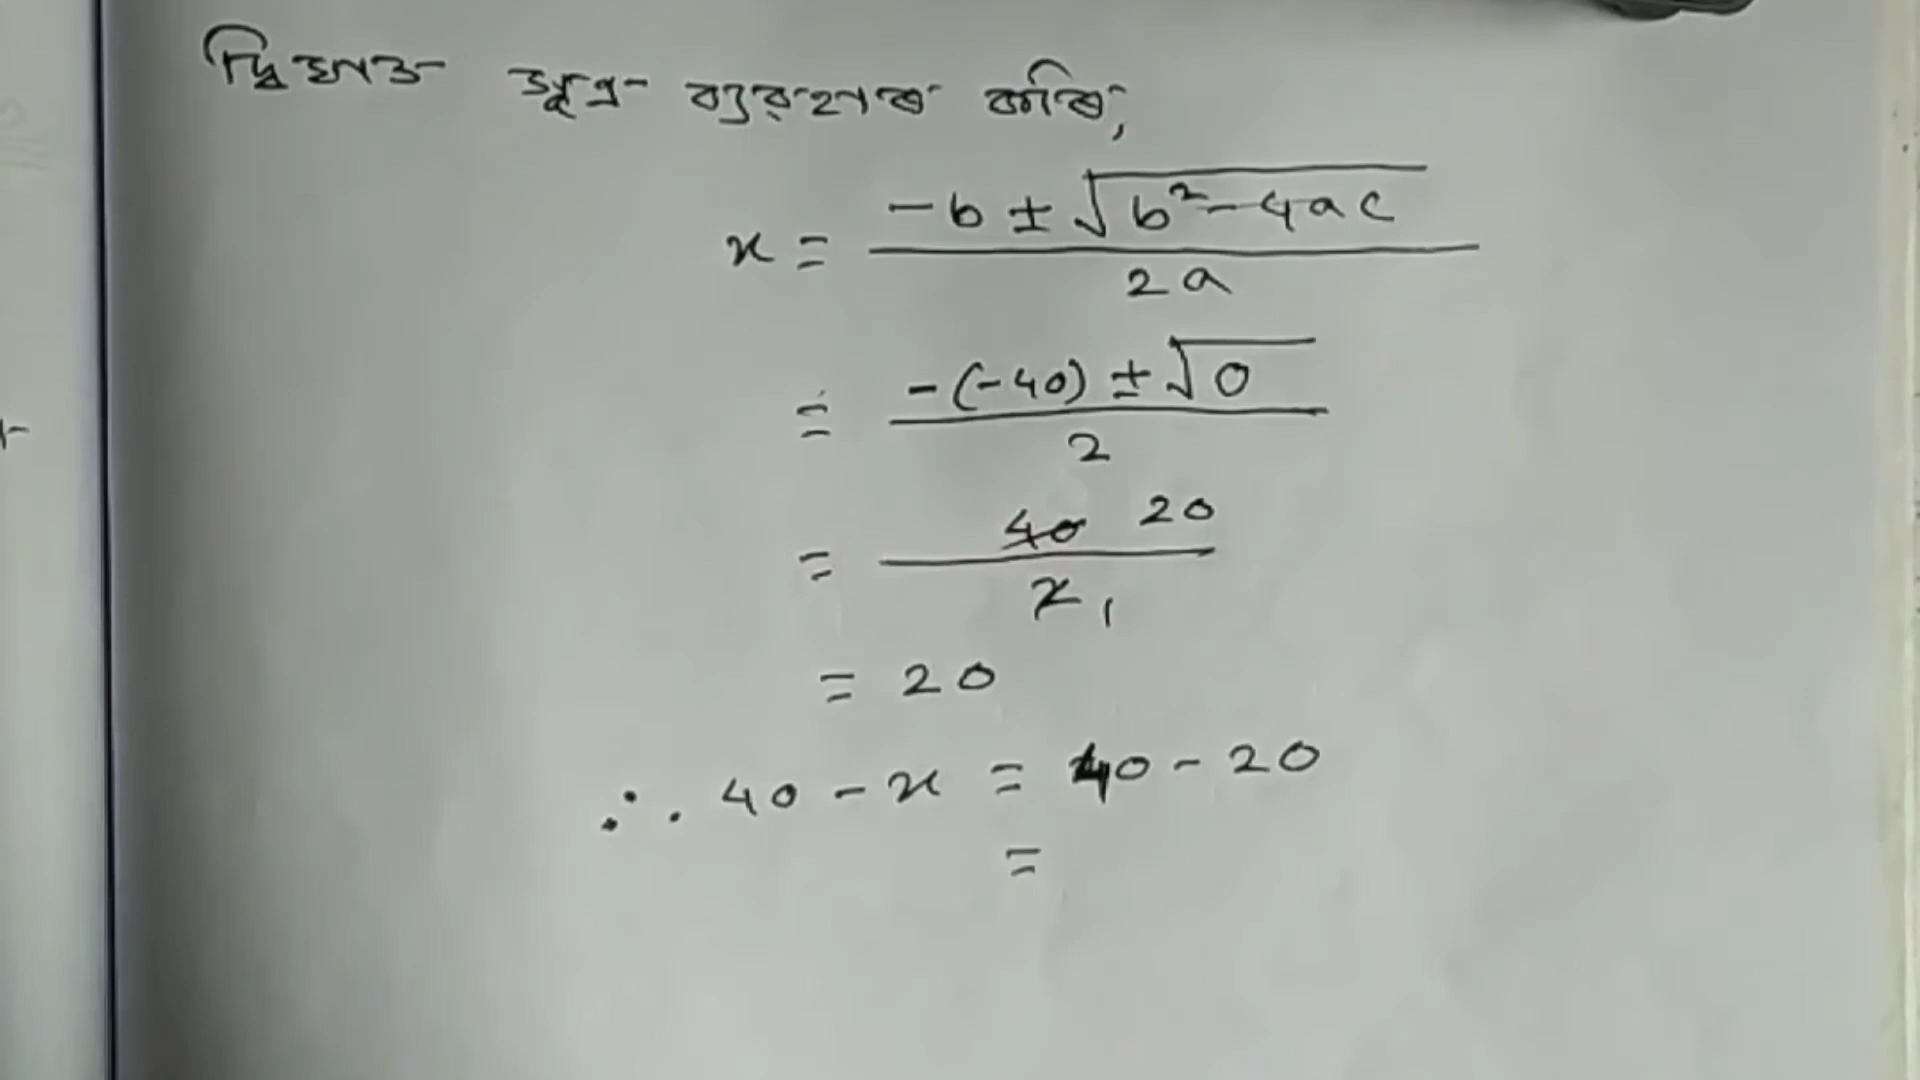 দ্বিঘাত সূত্ৰ ব্যৱহাৰ কৰি,
x = (-b ± √(b² - 4ac)) / 2a
= (-(-40) ± √0) / 2
= 40 20 / 2 1
= 20
∴ 40 - x = 40 - 20
=